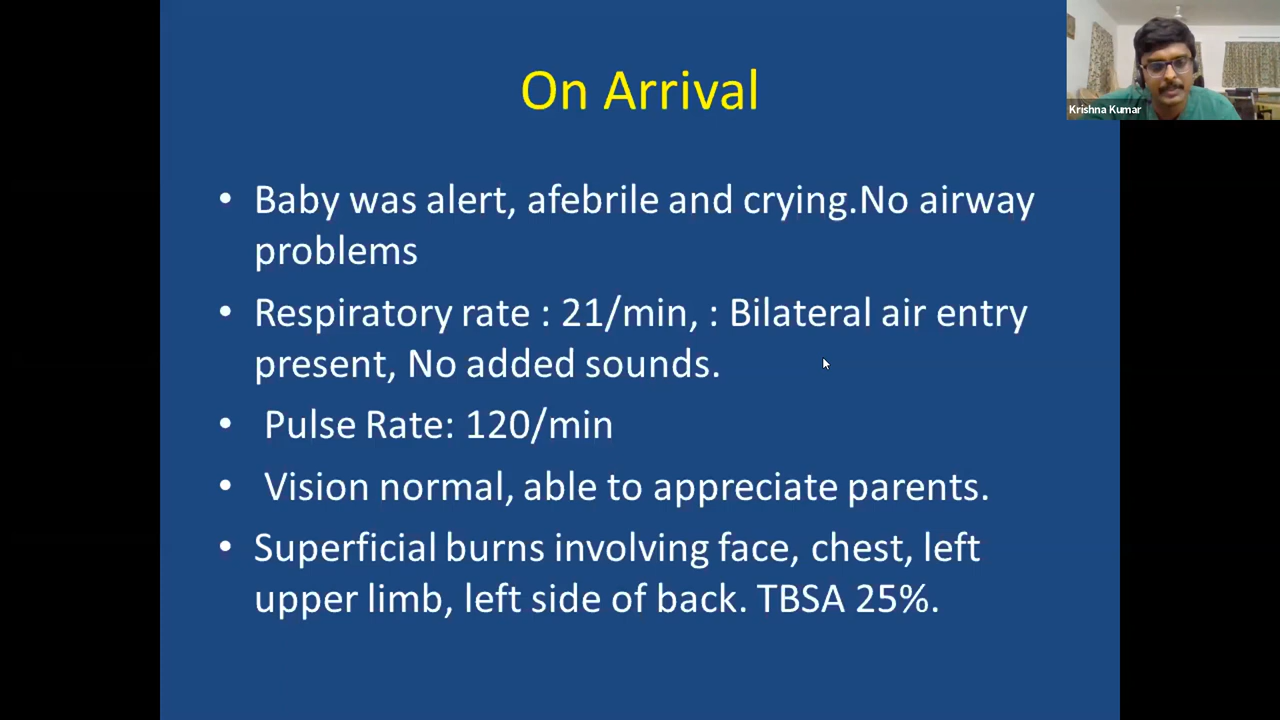 On Arrival
Krishna Kumar
• Baby was alert, afebrile and crying.No airway
problems
• Respiratory rate : 21/min, : Bilateral air entry
present, No added sounds.
• Pulse Rate: 120/min
• Vision normal, able to appreciate parents.
• Superficial burns involving face, chest, left
upper limb, left side of back. TBSA 25%.